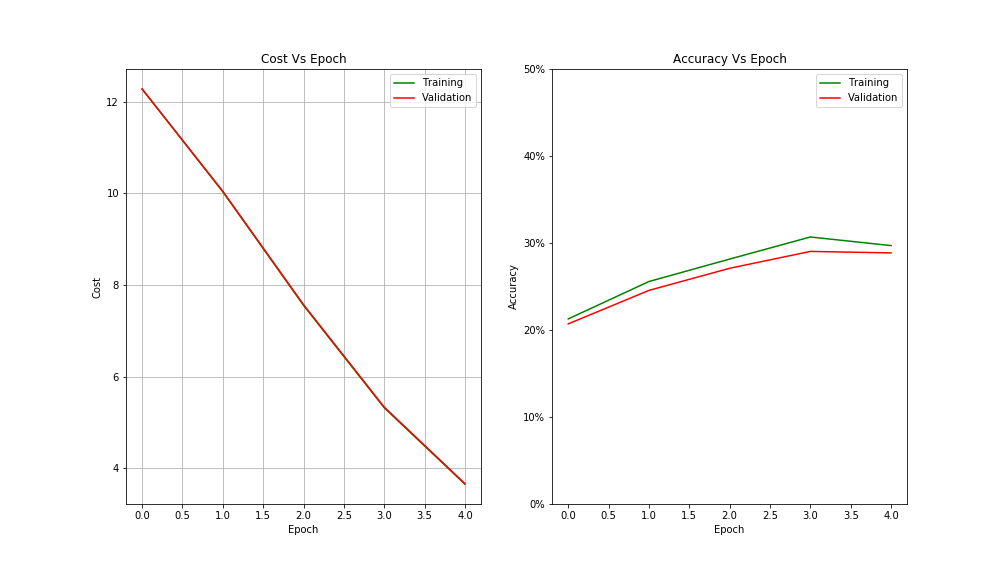 Cost Vs Epoch
Training
Validation
12
10
8
6
4
Cost
0.0 0.5 1.0 1.5 2.0 2.5 3.0 3.5 4.0
Epoch
Accuracy Vs Epoch
Training
Validation
50%
40%
30%
20%
10%
0%
Accuracy
0.0 0.5 1.0 1.5 2.0 2.5 3.0 3.5 4.0
Epoch